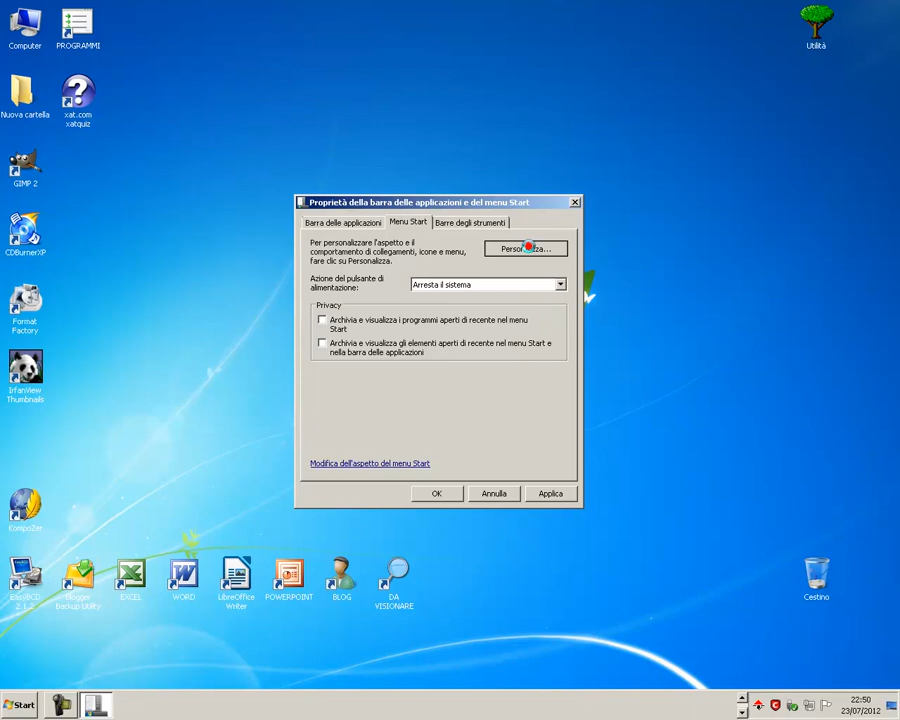 Computer
PROGRAMMI
Utilità
Nuova cartella
xat.com
xatquiz
GIMP 2
CDBurnerXP
Format
Factory
IrfanView
Thumbnails
KompoZer
EasyBCD
2.1.2
Blogger
Backup Utility
EXCEL
WORD
LibreOffice
Writer
POWERPOINT
BLOG
DA
VISIONARE
Cestino
Proprietà della barra delle applicazioni e del menu Start
Barra delle applicazioni
Menu Start
Barre degli strumenti
Per personalizzare l'aspetto e il
comportamento di collegamenti, icone e menu,
fare clic su Personalizza.
Personalizza...
Azione del pulsante di
alimentazione:
Arresta il sistema
Privacy
Archivia e visualizza i programmi aperti di recente nel menu
Start
Archivia e visualizza gli elementi aperti di recente nel menu Start e
nella barra delle applicazioni
Modifica dell'aspetto del menu Start
OK
Annulla
Applica
Start
22:50
23/07/2012